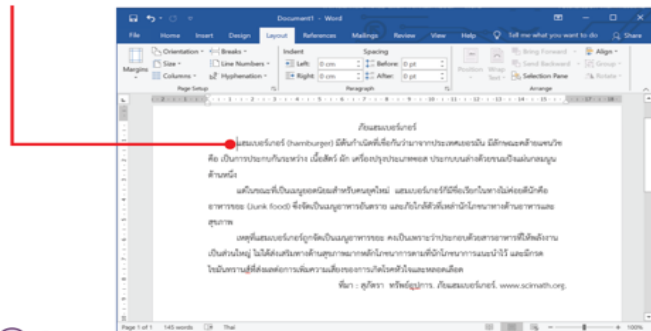 Document1 - Word
File Home Insert Design Layout References Mailings Review View Help Tell me what you want to do Share
Margins Orientation Breaks Indent Spacing Position Wrap Text Bring Forward Align
Size Line Numbers Left: 0 cm Before: 0 pt Send Backward Group
Columns Hyphenation Right: 0 cm After: 0 pt Selection Pane Rotate
Page Setup Paragraph Arrange
ภัยแฮมเบอร์เกอร์
แฮมเบอร์เกอร์ (hamburger) มีต้นกำเนิดที่เชื่อกันว่ามาจากประเทศเยอรมัน มีลักษณะคล้ายแซนวิช
คือ เป็นการประกบกันระหว่าง เนื้อสัตว์ ผัก เครื่องปรุงประเภทซอส ประกบบนล่างด้วยขนมปังแผ่นกลมนูน
ด้านหนึ่ง
แต่ในขณะที่เป็นเมนูยอดนิยมสำหรับคนยุคใหม่ แฮมเบอร์เกอร์ก็มีชื่อเรียกในทางไม่ค่อยดีนักคือ
อาหารขยะ (Junk food) ซึ่งจัดเป็นเมนูอาหารอันตราย และภัยใกล้ตัวที่เหล่านักโภชนาทางด้านอาหารและ
สุขภาพ
เหตุที่แฮมเบอร์เกอร์ถูกจัดเป็นเมนูอาหารขยะ คงเป็นเพราะว่าประกอบด้วยสารอาหารที่ให้พลังงาน
เป็นส่วนใหญ่ ไม่ได้ส่งเสริมทางด้านสุขภาพมากหลักโภชนาการตามที่นักโภชนาการแนะนำไว้ และมีกรด
ไขมันทรานส์ที่ส่งผลต่อการเพิ่มความเสี่ยงของการเกิดโรคหัวใจและหลอดเลือด
ที่มา : สุภัตรา ทรัพย์อุปการ. ภัยแฮมเบอร์เกอร์. www.scimath.org.
Page 1 of 1 145 words Thai 100%